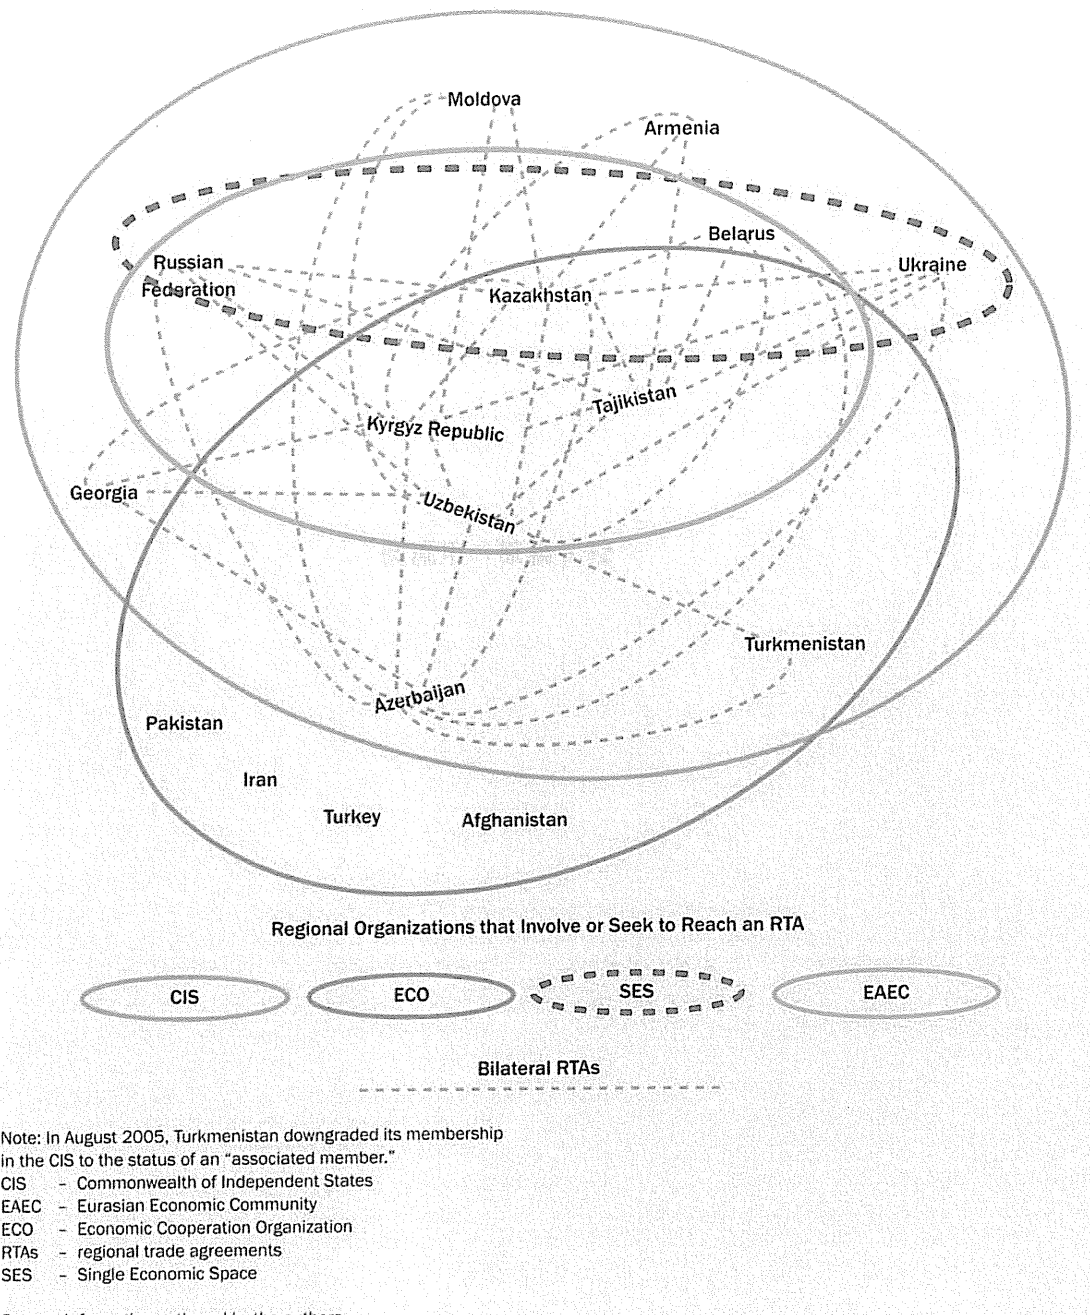 Moldova
Armenia
Belarus
Russian
Federation
Ukraine
Kazakhstan
Tajikistan
Kyrgyz Republic
Georgia
Uzbekistan
Turkmenistan
Azerbaijan
Pakistan
Iran
Turkey
Afghanistan
Regional Organizations that Involve or Seek to Reach an RTA
CIS
ECO
SES
EAEC
Bilateral RTAs
Note: In August 2005, Turkmenistan downgraded its membership
in the CIS to the status of an “associated member.”
CIS – Commonwealth of Independent States
EAEC – Eurasian Economic Community
ECO – Economic Cooperation Organization
RTAs – regional trade agreements
SES – Single Economic Space